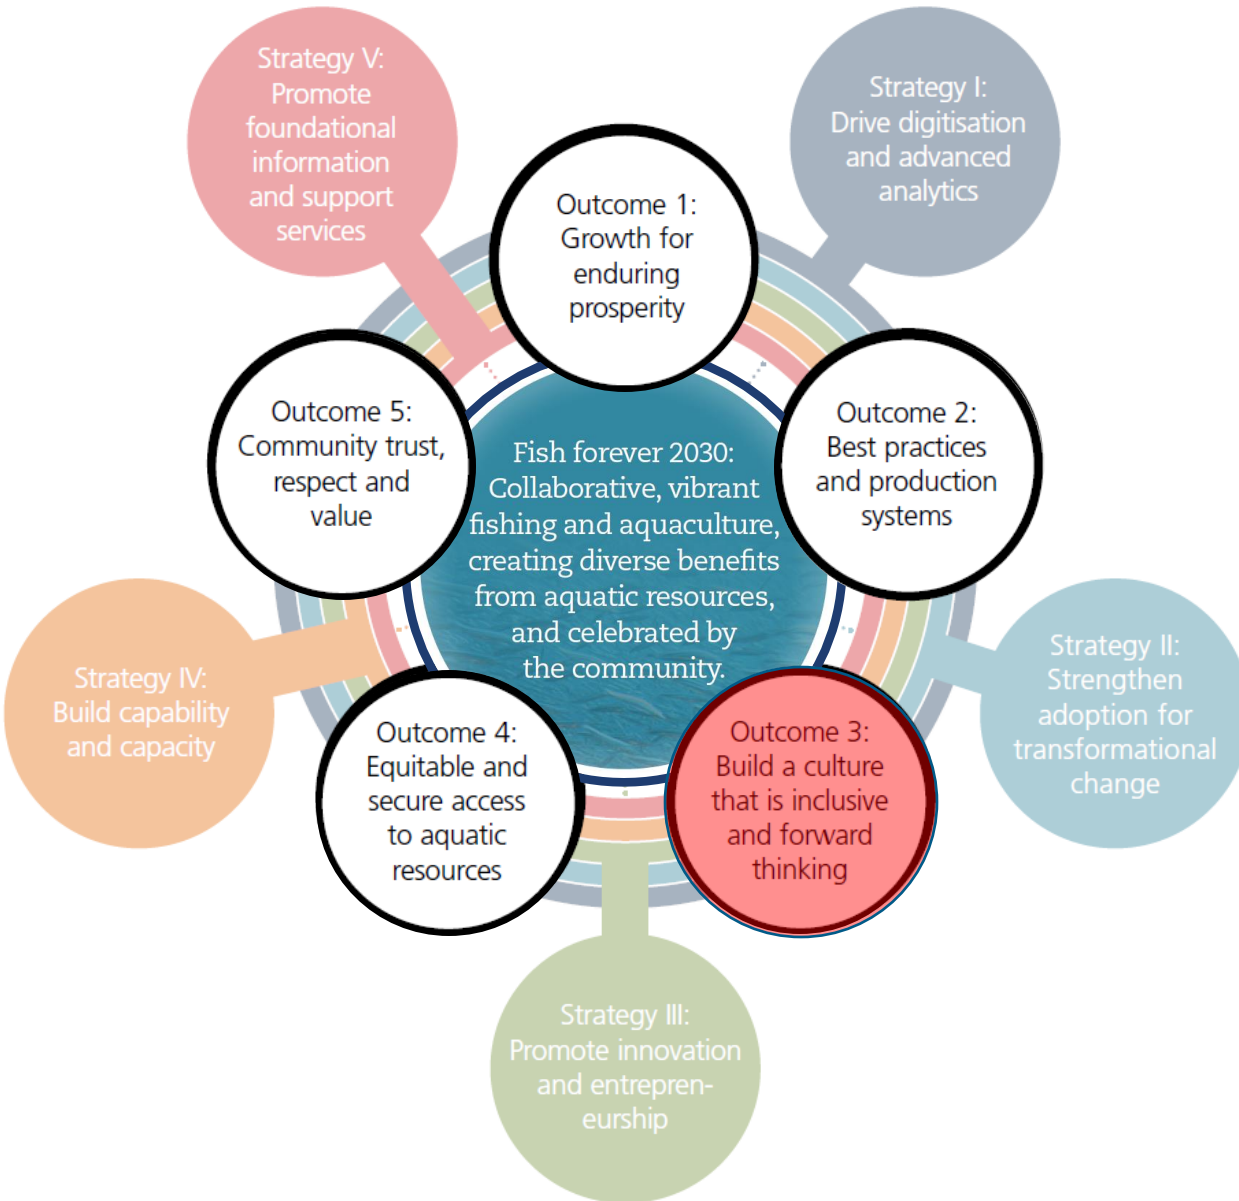 Strategy V:
Promote
foundational
information
and support
services
Strategy I:
Drive digitisation
and advanced
analytics
Outcome 1:
Growth for
enduring
prosperity
Outcome 5:
Community trust,
respect and
value
Outcome 2:
Best practices
and production
systems
Fish forever 2030:
Collaborative, vibrant
fishing and aquaculture,
creating diverse benefits
from aquatic resources,
and celebrated by
the community.
Strategy IV:
Build capability
and capacity
Strategy II:
Strengthen
adoption for
transformational
change
Outcome 4:
Equitable and
secure access
to aquatic
resources
Outcome 3:
Build a culture
that is inclusive
and forward
thinking
Strategy III:
Promote innovation
and entrepren-
eurship